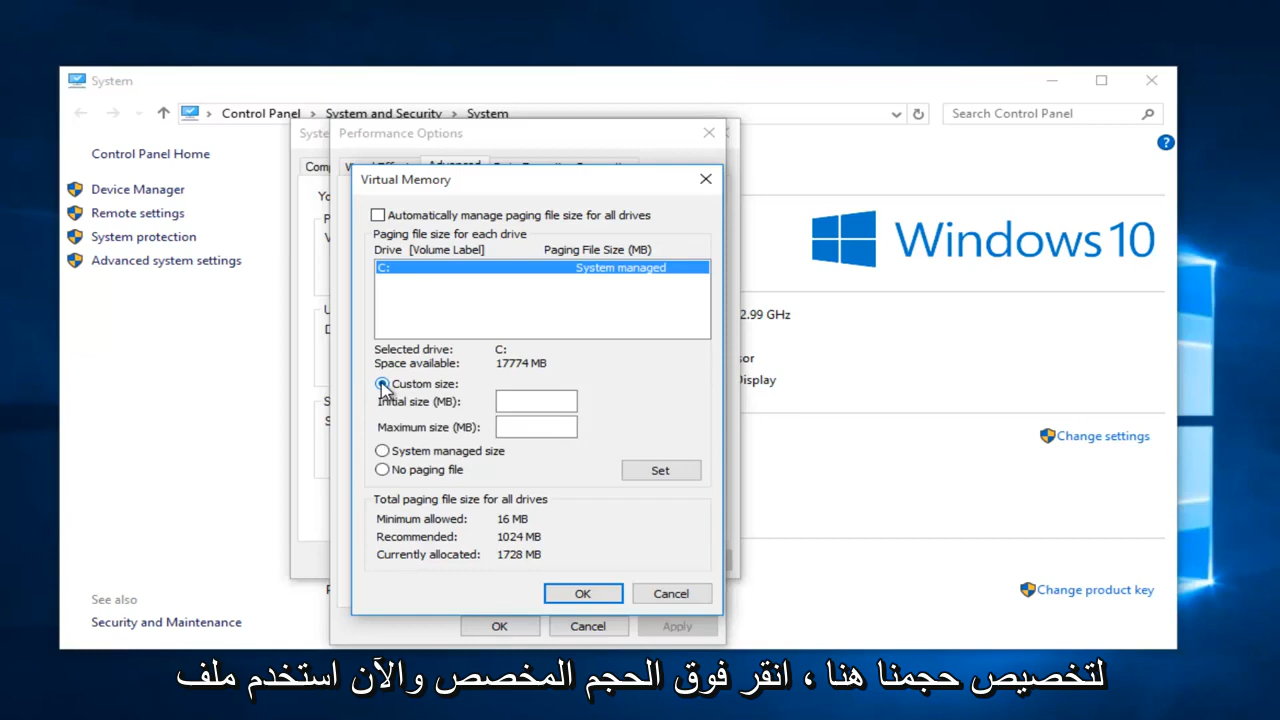 System
Control Panel > System and Security > System
Search Control Panel
Control Panel Home
Device Manager
Remote settings
System protection
Advanced system settings
See also
Security and Maintenance
Performance Options
Advanced
Virtual Memory
Automatically manage paging file size for all drives
Paging file size for each drive
Drive [Volume Label] Paging File Size (MB)
C: System managed
Selected drive: C:
Space available: 17774 MB
Custom size:
Initial size (MB):
Maximum size (MB):
System managed size
No paging file
Set
Total paging file size for all drives
Minimum allowed: 16 MB
Recommended: 1024 MB
Currently allocated: 1728 MB
OK Cancel
OK Cancel Apply
Windows 10
2.99 GHz
Change settings
Change product key
لتخصيص حجمنا هنا ، انقر فوق الحجم المخصص والآن استخدم ملف